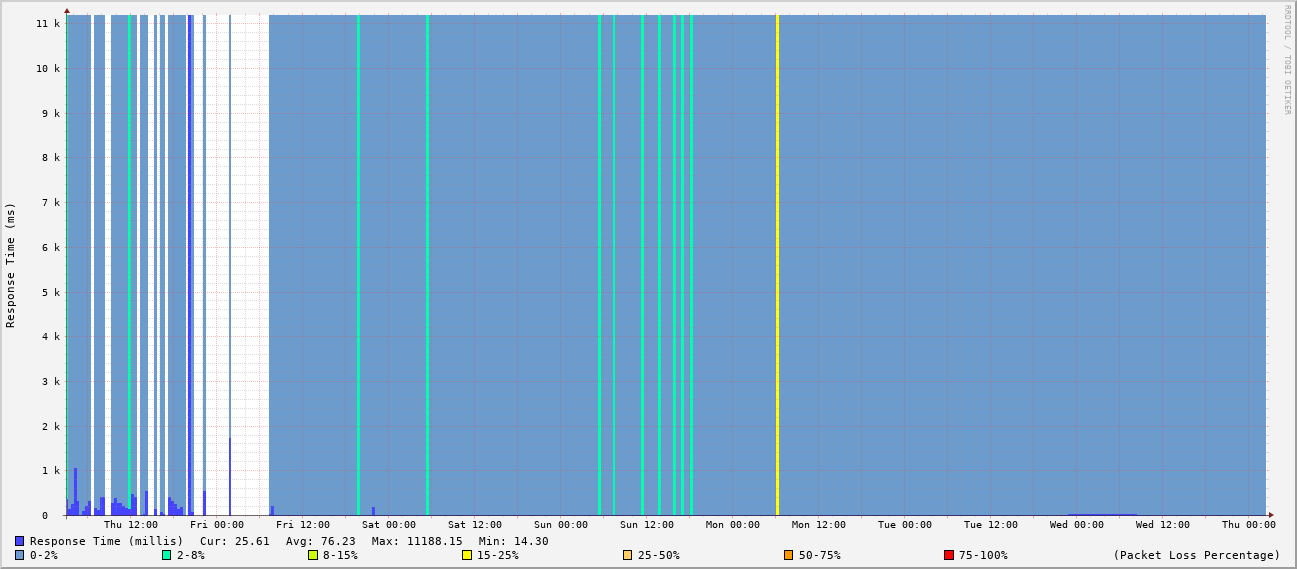 RRDTOOL / TOBI OETIKER
Response Time (ms)
11 k
10 k
9 k
8 k
7 k
6 k
5 k
4 k
3 k
2 k
1 k
0
Thu 12:00 Fri 00:00 Fri 12:00 Sat 00:00 Sat 12:00 Sun 00:00 Sun 12:00 Mon 00:00 Mon 12:00 Tue 00:00 Tue 12:00 Wed 00:00 Wed 12:00 Thu 00:00
Response Time (millis) Cur: 25.61 Avg: 76.23 Max: 11188.15 Min: 14.30
0-2% 2-8% 8-15% 15-25% 25-50% 50-75% 75-100% (Packet Loss Percentage)